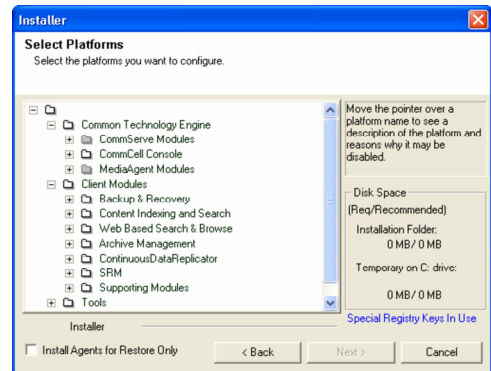 Installer
Select Platforms
Select the platforms you want to configure.
Common Technology Engine
CommServe Modules
CommCell Console
MediaAgent Modules
Client Modules
Backup & Recovery
Content Indexing and Search
Web Based Search & Browse
Archive Management
ContinuousDataReplicator
SRM
Supporting Modules
Tools
Move the pointer over a
platform name to see a
description of the platform and
reasons why it may be
disabled.
Disk Space
(Req/Recommended)
Installation Folder:
0 MB/ 0 MB
Temporary on C: drive:
0 MB/ 0 MB
Special Registry Keys In Use
Installer
Install Agents for Restore Only
< Back
Next >
Cancel